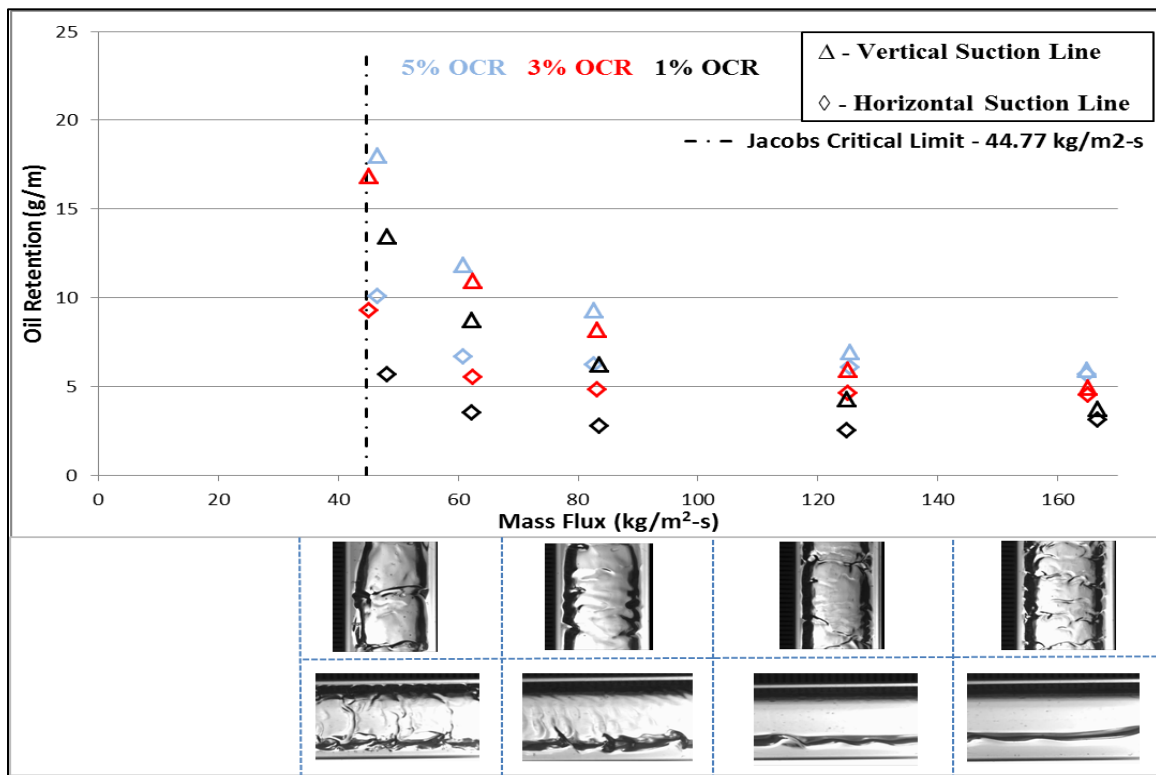 25
20
15
10
5
0
Oil Retention (g/m)
5% OCR 3% OCR 1% OCR
Δ - Vertical Suction Line
◊ - Horizontal Suction Line
Jacobs Critical Limit - 44.77 kg/m2-s
0 20 40 60 80 100 120 140 160
Mass Flux (kg/m²-s)